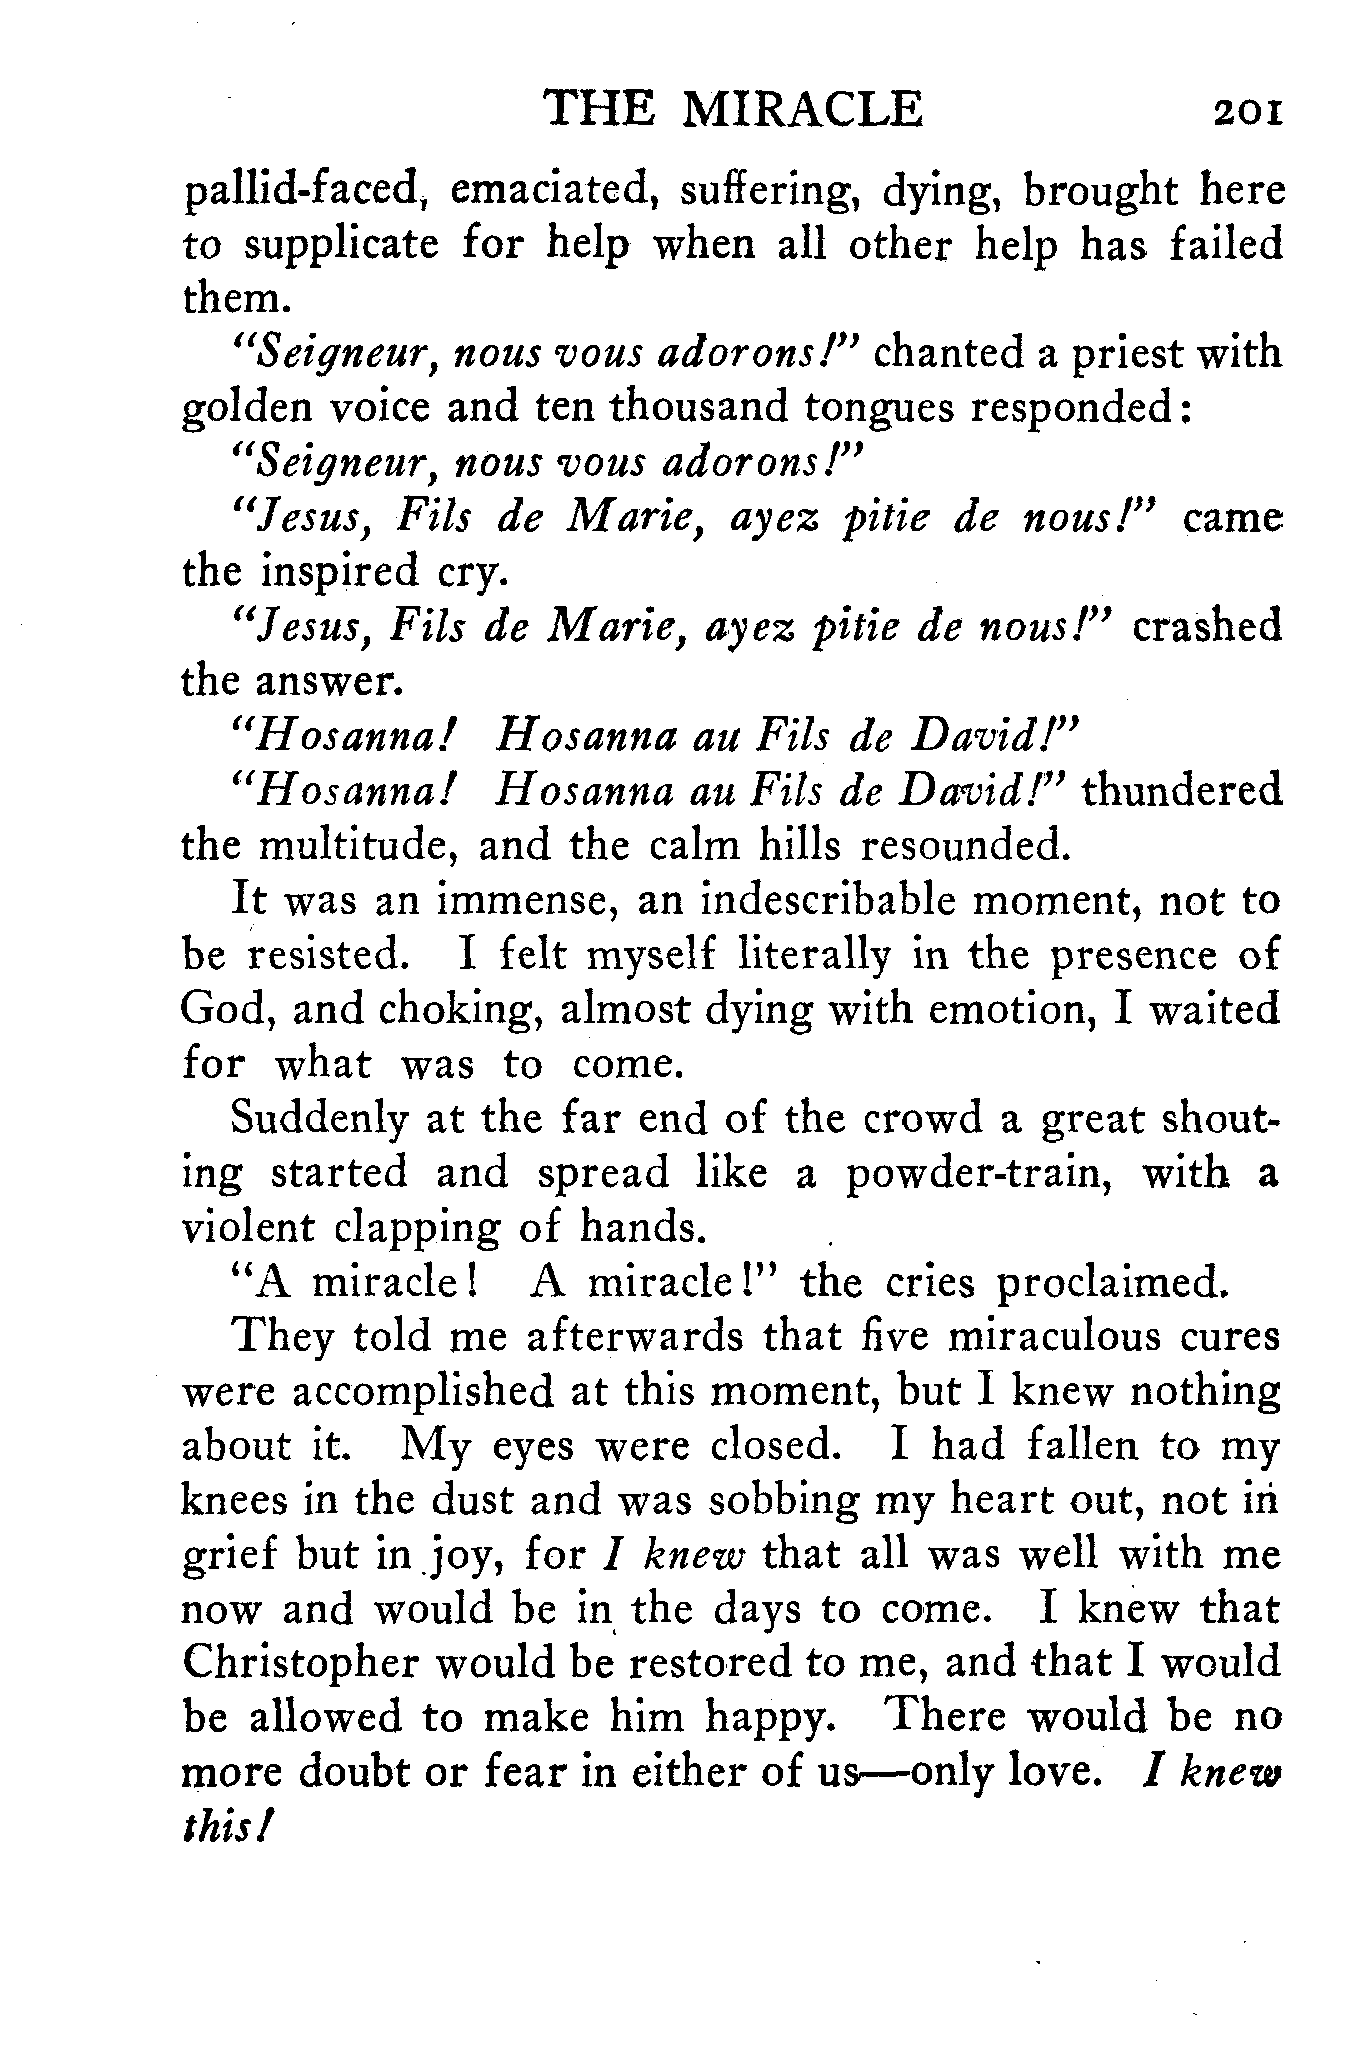 THE MIRACLE 201
pallid-faced, emaciated, suffering, dying, brought here
to supplicate for help when all other help has failed
them.
"Seigneur, nous vous adorons!" chanted a priest with
golden voice and ten thousand tongues responded:
"Seigneur, nous vous adorons!"
"Jesus, Fils de Marie, ayez pitie de nous!" came
the inspired cry.
"Jesus, Fils de Marie, ayez pitie de nous!" crashed
the answer.
"Hosanna! Hosanna au Fils de David!"
"Hosanna! Hosanna au Fils de David!" thundered
the multitude, and the calm hills resounded.
It was an immense, an indescribable moment, not to
be resisted. I felt myself literally in the presence of
God, and choking, almost dying with emotion, I waited
for what was to come.
Suddenly at the far end of the crowd a great shout-
ing started and spread like a powder-train, with a
violent clapping of hands.
"A miracle! A miracle!" the cries proclaimed.
They told me afterwards that five miraculous cures
were accomplished at this moment, but I knew nothing
about it. My eyes were closed. I had fallen to my
knees in the dust and was sobbing my heart out, not in
grief but in joy, for I knew that all was well with me
now and would be in the days to come. I knew that
Christopher would be restored to me, and that I would
be allowed to make him happy. There would be no
more doubt or fear in either of us—only love. I knew
this!